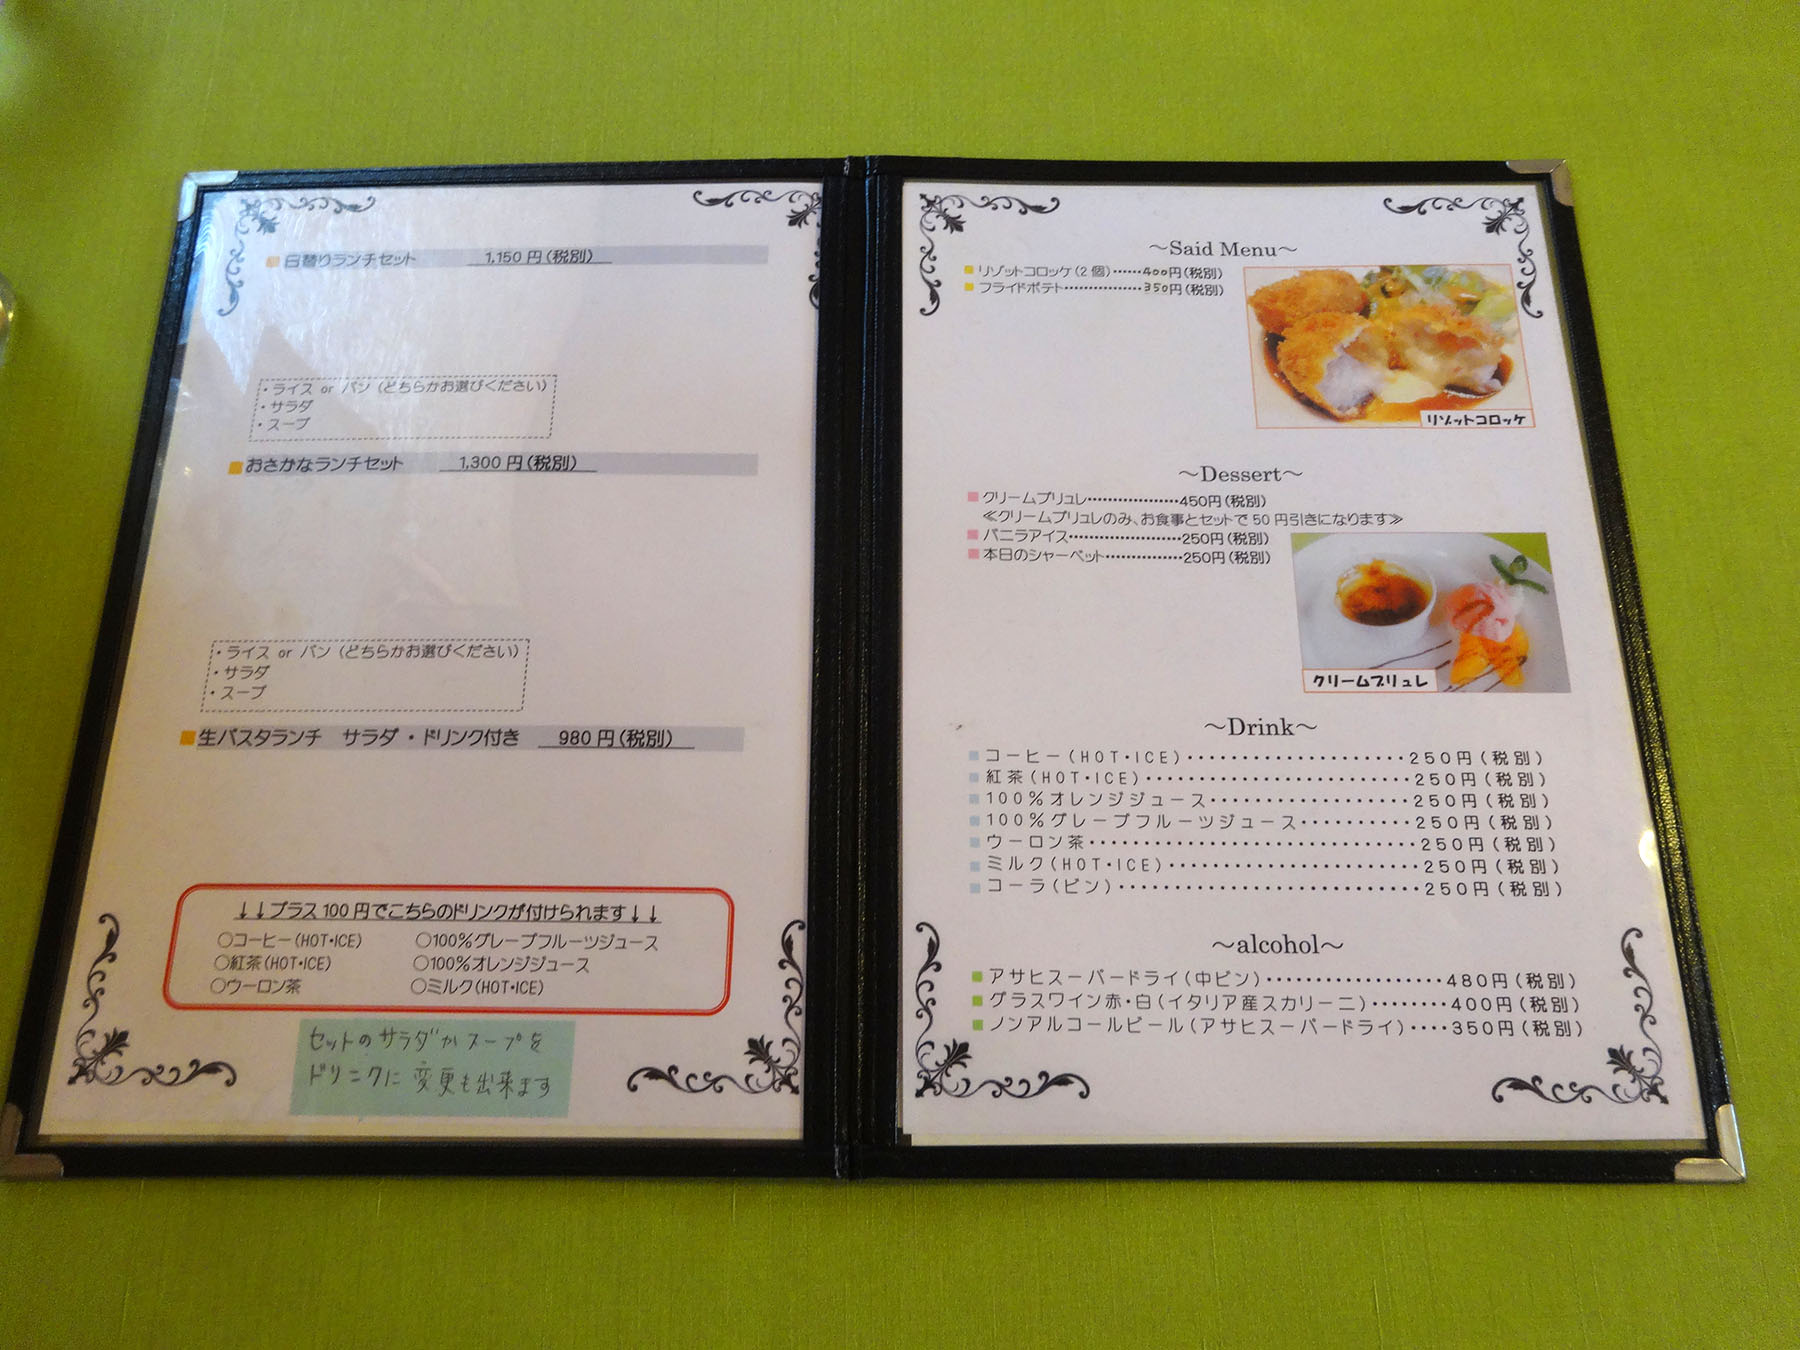 日替りランチセット 1,150円(税別)
・ライス or パン (どちらかお選びください)
・サラダ
・スープ
おさかなランチセット 1,300円(税別)
・ライス or パン (どちらかお選びください)
・サラダ
・スープ
生パスタランチ サラダ・ドリンク付き 980円(税別)
↓↓プラス100円でこちらのドリンクが付けられます↓↓
○コーヒー(HOT・ICE) ○100%グレープフルーツジュース
○紅茶(HOT・ICE) ○100%オレンジジュース
○ウーロン茶 ○ミルク(HOT・ICE)
セットのサラダかスープを
ドリンクに変更も出来ます
～Said Menu～
リゾットコロッケ(2個)……400円(税別)
フライドポテト……………350円(税別)
リゾットコロッケ
～Dessert～
クリームブリュレ………………450円(税別)
≪クリームブリュレのみ、お食事とセットで50円引きになります≫
バニラアイス…………………250円(税別)
本日のシャーベット……………250円(税別)
クリームブリュレ
～Drink～
コーヒー(HOT・ICE)…………………250円(税別)
紅茶(HOT・ICE)……………………250円(税別)
100%オレンジジュース………………250円(税別)
100%グレープフルーツジュース………250円(税別)
ウーロン茶…………………………250円(税別)
ミルク(HOT・ICE)…………………250円(税別)
コーラ(ビン)………………………250円(税別)
～alcohol～
アサヒスーパードライ(中ビン)……………480円(税別)
グラスワイン赤・白(イタリア産スカリーニ)………400円(税別)
ノンアルコールビール(アサヒスーパードライ)‥‥350円(税別)